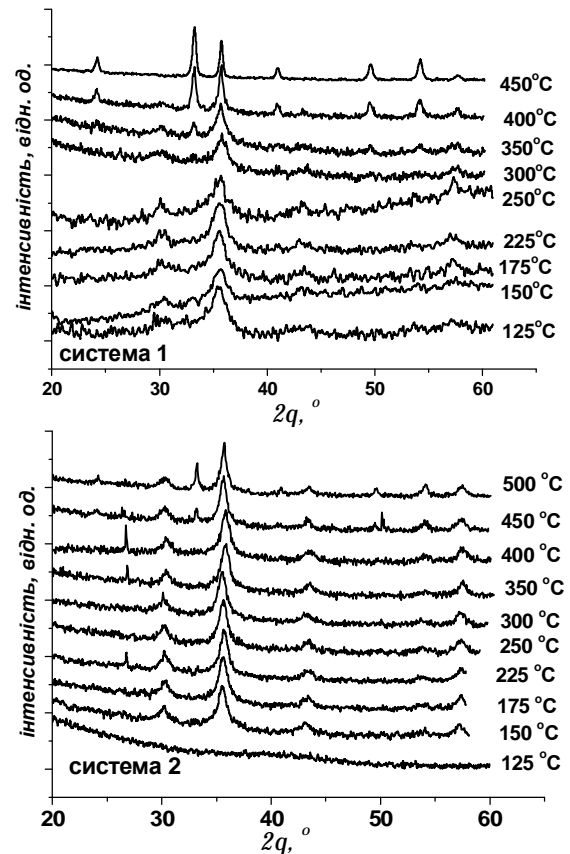 інтенсивність, відн. од.
450°C
400°C
350°C
300°C
250°C
225°C
175°C
150°C
125°C
система 1
20 30 40 50 60
2q, °
інтенсивність, відн. од.
500 °C
450 °C
400 °C
350 °C
300 °C
250 °C
225 °C
175 °C
150 °C
125 °C
система 2
20 30 40 50 60
2q, °